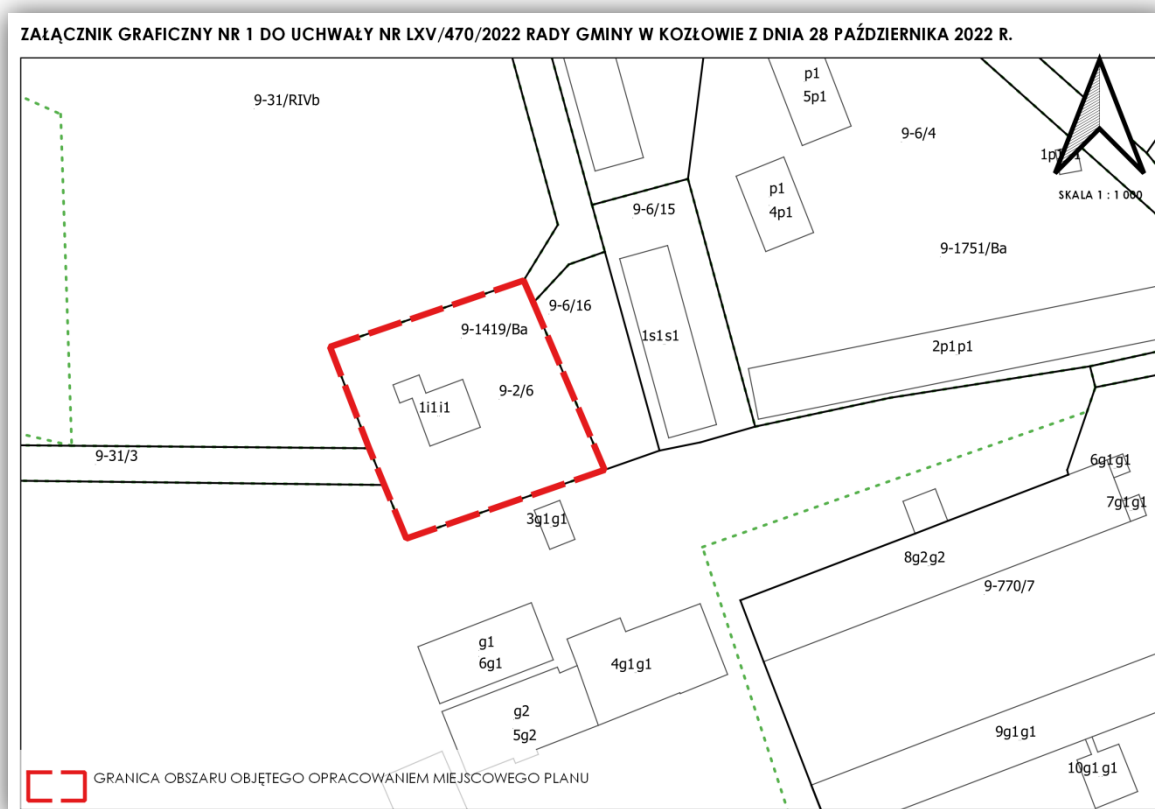 ZAŁĄCZNIK GRAFICZNY NR 1 DO UCHWAŁY NR LXV/470/2022 RADY GMINY W KOZŁOWIE Z DNIA 28 PAŹDZIERNIKA 2022 R.
9-31/RIVb
p1
5p1
9-6/4
SKALA 1 : 1 000
p1
4p1
9-6/15
9-1751/Ba
9-6/16
9-1419/Ba
1s1s1
2p1p1
9-2/6
1i1i1
9-31/3
6g1g1
7g1g1
3g1g1
8g2g2
9-770/7
g1
6g1
4g1g1
g2
5g2
9g1g1
10g1g1
GRANICA OBSZARU OBJĘTEGO OPRACOWANIEM MIEJSCOWEGO PLANU